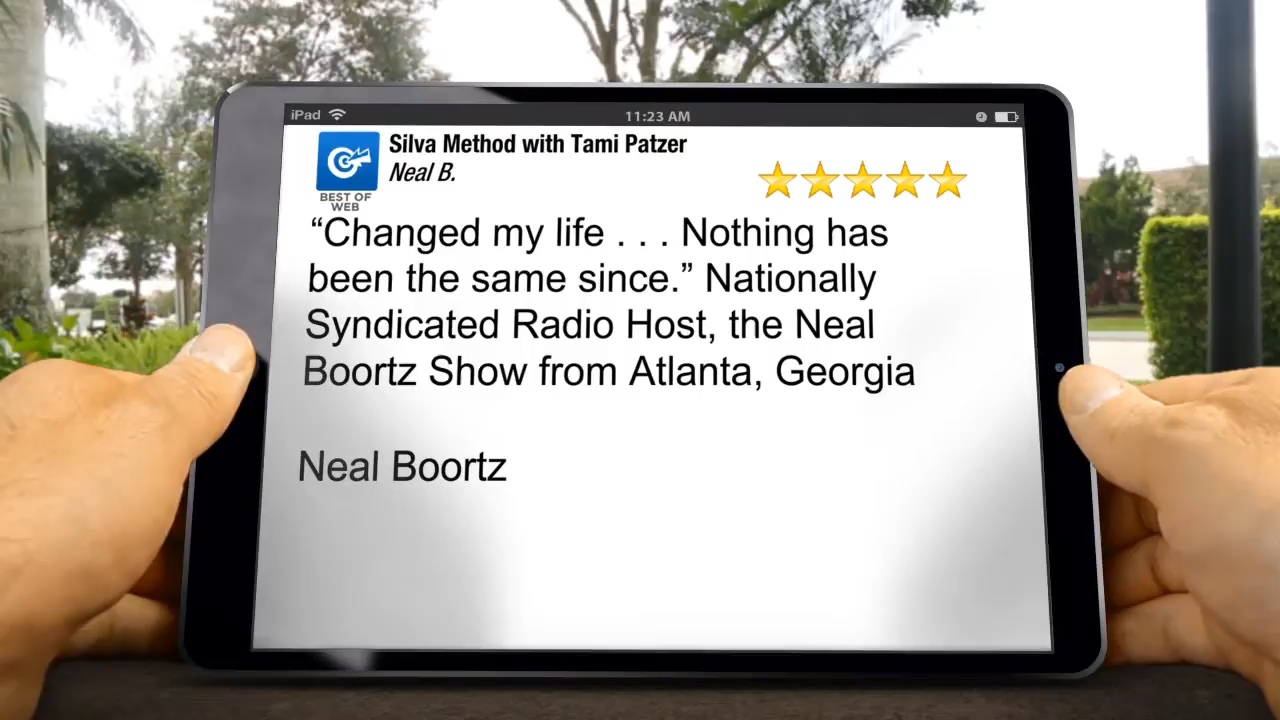 iPad
11:23 AM
Silva Method with Tami Patzer
Neal B.
BEST OF
WEB
“Changed my life . . . Nothing has
been the same since.” Nationally
Syndicated Radio Host, the Neal
Boortz Show from Atlanta, Georgia
Neal Boortz